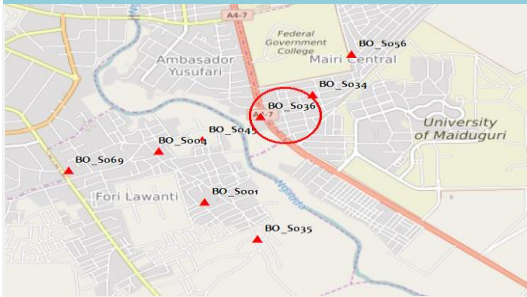 A4-7
Federal
Government
College
BO_S056
Ambasador
Yusufari
Mairi Central
BO_S034
BO_S036
University
of Maiduguri
BO_S045
BO_S004
BO_S069
Fori Lawanti
BO_S001
Ngadda
BO_S035